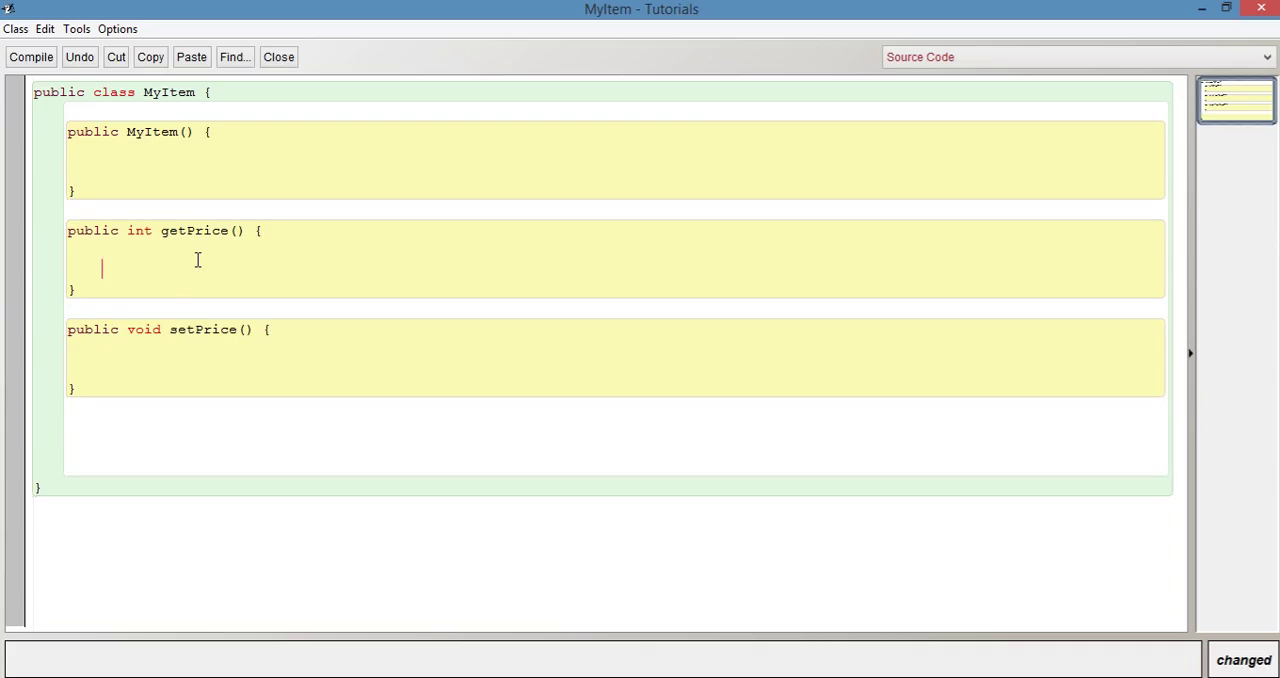 MyItem - Tutorials
Class Edit Tools Options
Compile Undo Cut Copy Paste Find... Close Source Code
public class MyItem {
public MyItem() {
}
public int getPrice() {
}
public void setPrice() {
}
}
changed